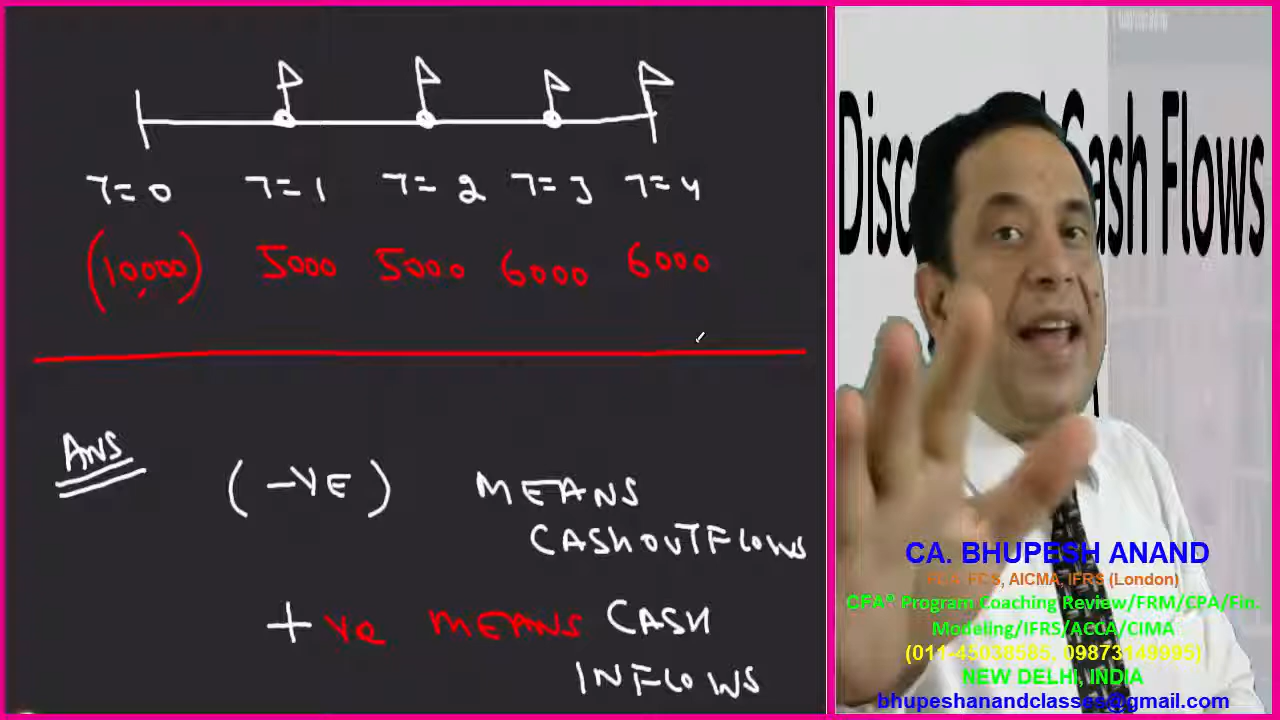 T=0 T=1 T=2 T=3 T=4
(10,000) 5000 5000 6000 6000
ANS
(-VE) MEANS
CASH OUTFLOWS
+ve MEANS CASH
INFLOWS
Cash Flows
CA. BHUPESH ANAND
FCA, FCS, AICMA, IFRS (London)
CFA® Program Coaching Review/FRM/CPA/Fin.
Modeling/IFRS/ACCA/CIMA
(011-45038585, 09873149995)
NEW DELHI, INDIA
bhupeshanandclasses@gmail.com